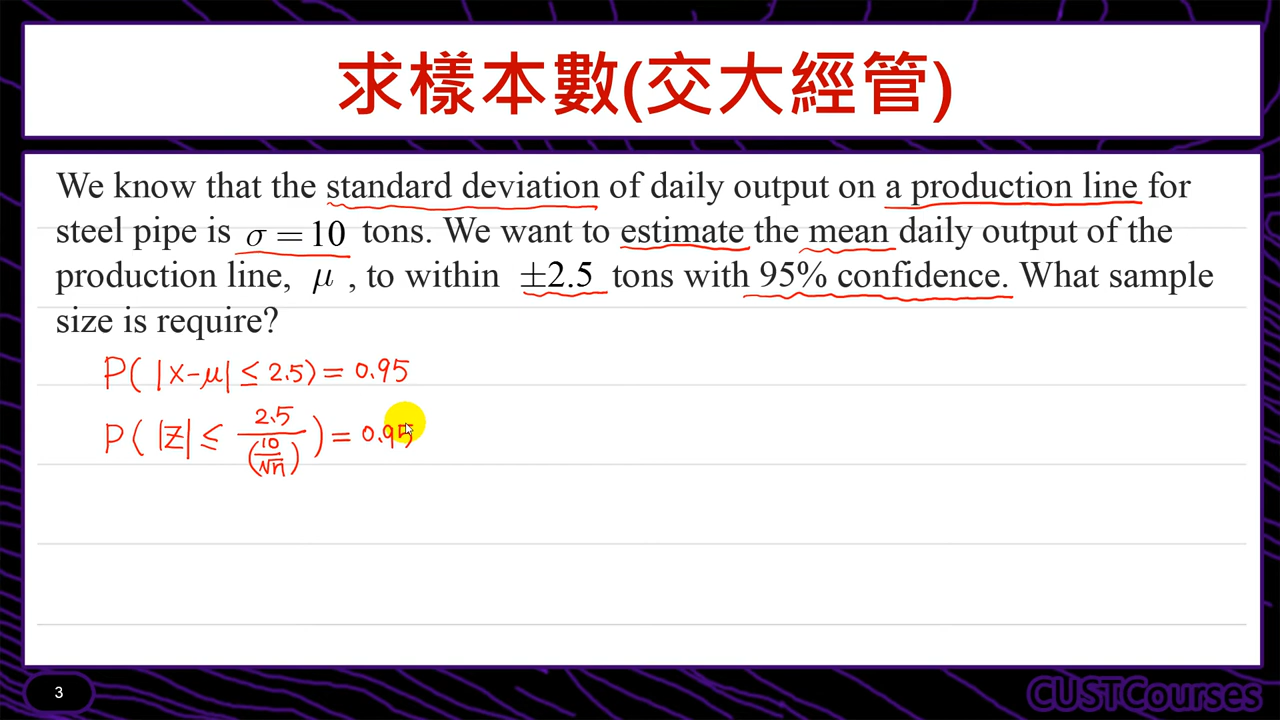 求樣本數(交大經管)
We know that the standard deviation of daily output on a production line for
steel pipe is σ = 10 tons. We want to estimate the mean daily output of the
production line, μ , to within ±2.5 tons with 95% confidence. What sample
size is require?
P( |x-μ| ≤ 2.5) = 0.95
P( |Z| ≤ 2.5/(10/√n) ) = 0.95
3
CUSTCourses